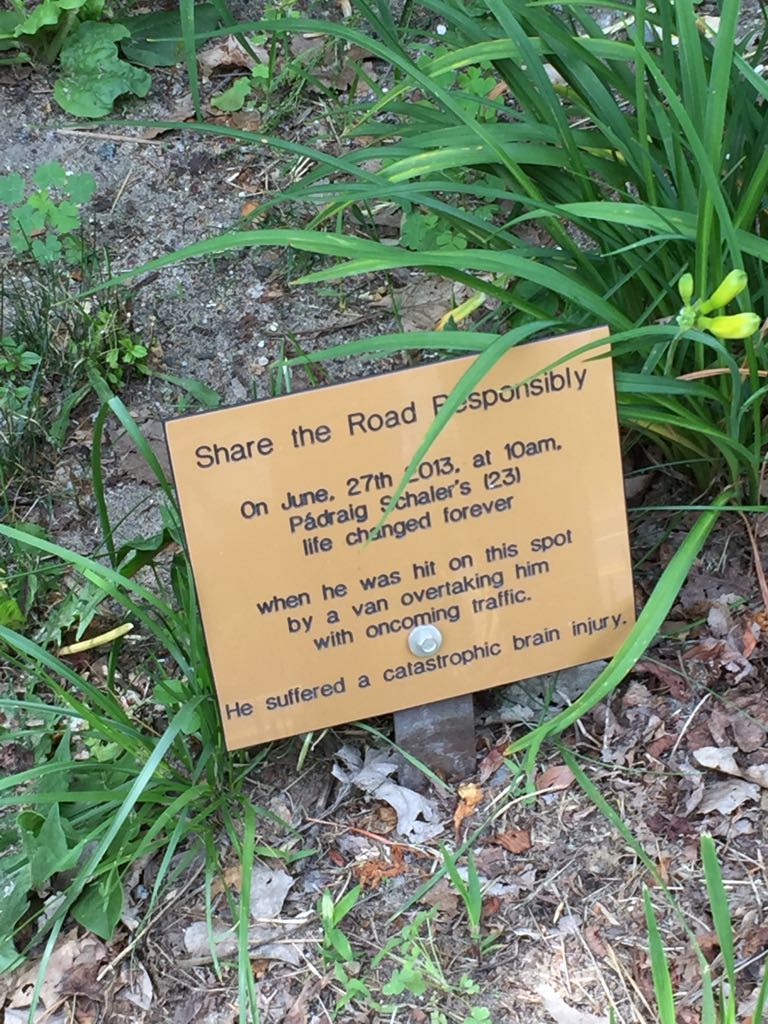 Share the Road Responsibly
On June. 27th 2013. at 10am.
Pádraig Schaler's (23)
life changed forever
when he was hit on this spot
by a van overtaking him
with oncoming traffic.
He suffered a catastrophic brain injury.